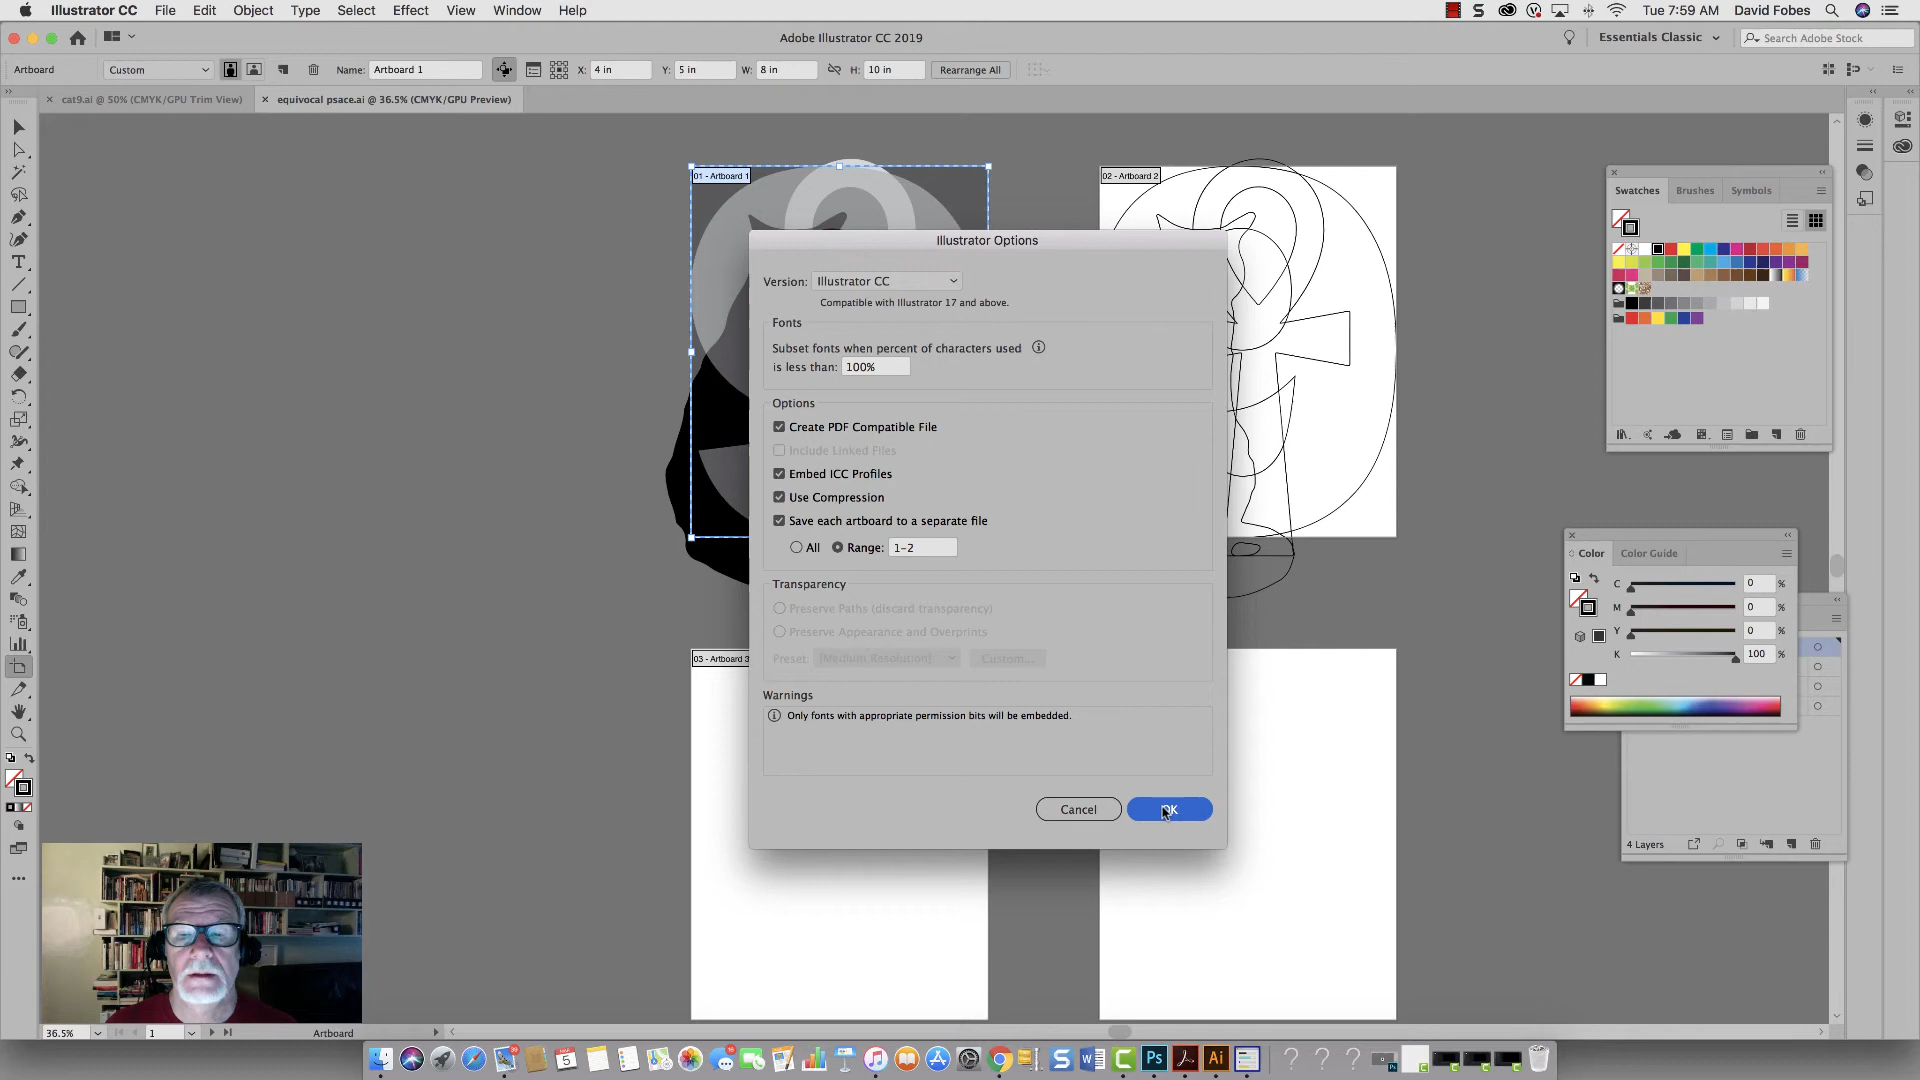 Illustrator CC File Edit Object Type Select Effect View Window Help
Tue 7:59 AM David Fobes
Adobe Illustrator CC 2019
Essentials Classic
Search Adobe Stock
Artboard Custom Name: Artboard 1 X: 4 in Y: 5 in W: 8 in H: 10 in Rearrange All
cat9.ai @ 50% (CMYK/GPU Trim View) equivocal psace.ai @ 36.5% (CMYK/GPU Preview)
01 - Artboard 1
02 - Artboard 2
Swatches Brushes Symbols
Illustrator Options
Version: Illustrator CC
Compatible with Illustrator 17 and above.
Fonts
Subset fonts when percent of characters used
is less than: 100%
Options
Create PDF Compatible File
Include Linked Files
Embed ICC Profiles
Use Compression
Save each artboard to a separate file
All Range: 1-2
Transparency
Preserve Paths (discard transparency)
Preserve Appearance and Overprints
Preset: [Medium Resolution] Custom...
Warnings
Only fonts with appropriate permission bits will be embedded.
Cancel OK
03 - Artboard 3
Color Color Guide
C 0 %
M 0 %
Y 0 %
K 100 %
4 Layers
36.5% 1 Artboard
Ps
Ai